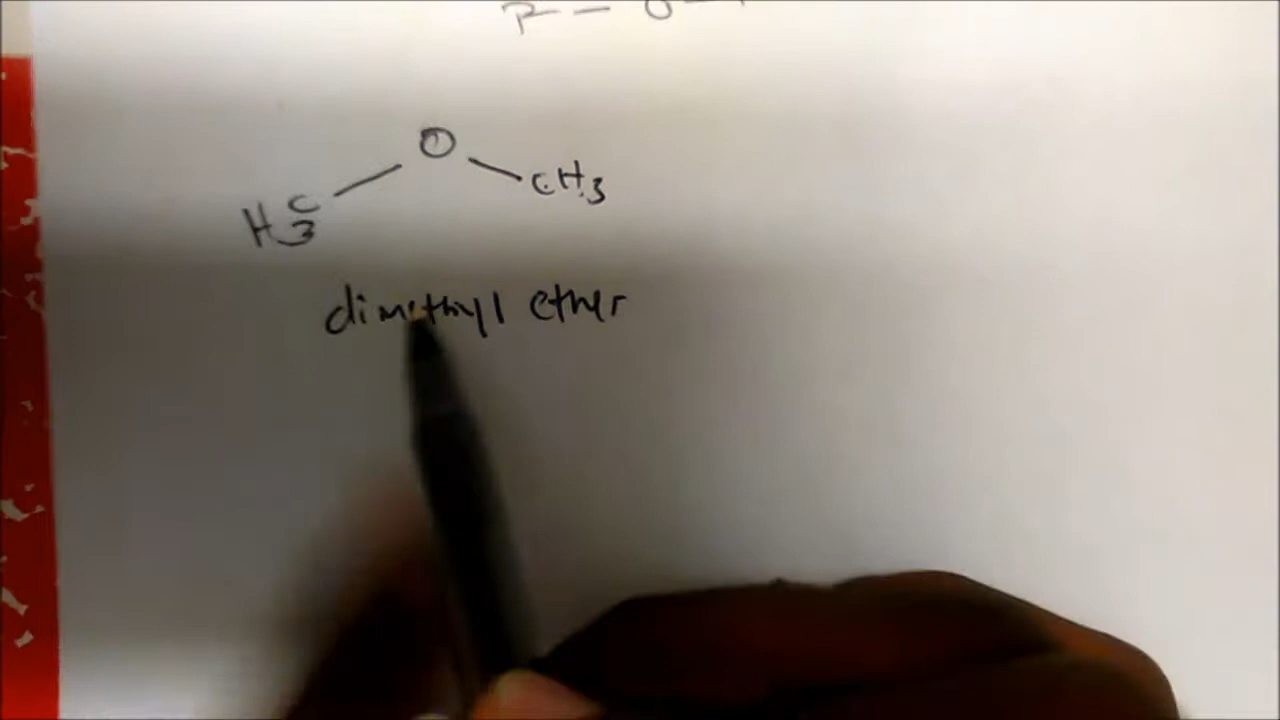 R - O -
O
H3C CH3
dimethyl ether